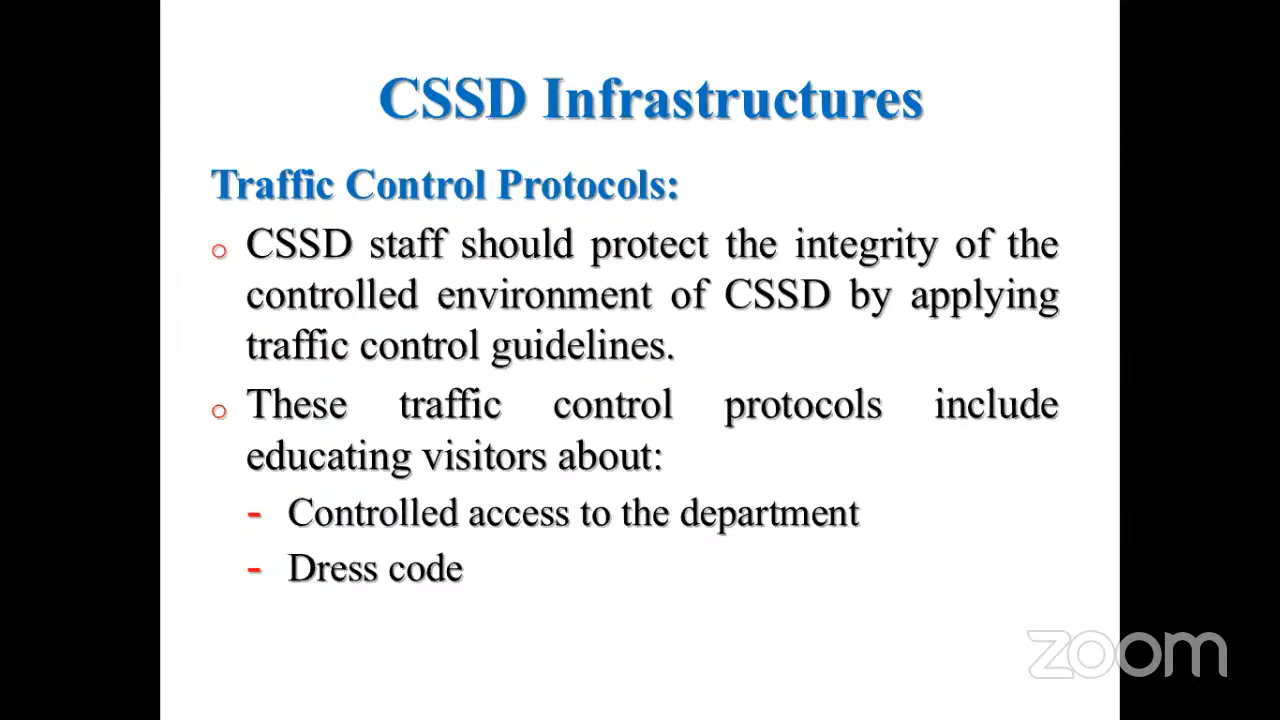 CSSD Infrastructures
Traffic Control Protocols:
o CSSD staff should protect the integrity of the
controlled environment of CSSD by applying
traffic control guidelines.
o These traffic control protocols include
educating visitors about:
- Controlled access to the department
- Dress code
zoom